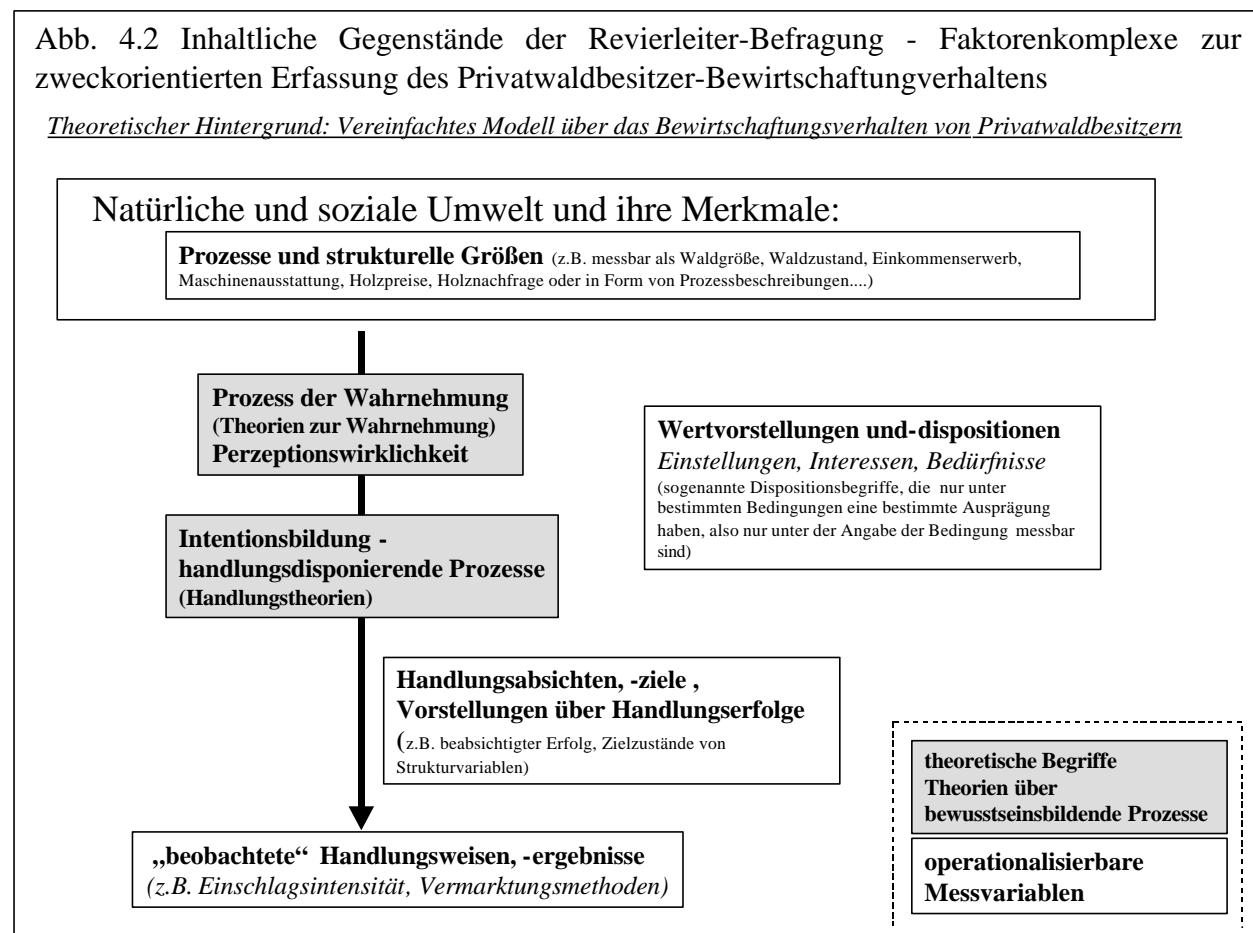 Abb. 4.2 Inhaltliche Gegenstände der Revierleiter-Befragung - Faktorenkomplexe zur
zweckorientierten Erfassung des Privatwaldbesitzer-Bewirtschaftungverhaltens
Theoretischer Hintergrund: Vereinfachtes Modell über das Bewirtschaftungsverhalten von Privatwaldbesitzern
Natürliche und soziale Umwelt und ihre Merkmale:
Prozesse und strukturelle Größen (z.B. messbar als Waldgröße, Waldzustand, Einkommenserwerb,
Maschinenausstattung, Holzpreise, Holznachfrage oder in Form von Prozessbeschreibungen....)
Prozess der Wahrnehmung
(Theorien zur Wahrnehmung)
Perzeptionswirklichkeit
Wertvorstellungen und-dispositionen
Einstellungen, Interessen, Bedürfnisse
(sogenannte Dispositionsbegriffe, die nur unter
bestimmten Bedingungen eine bestimmte Ausprägung
haben, also nur unter der Angabe der Bedingung messbar
sind)
Intentionsbildung -
handlungsdisponierende Prozesse
(Handlungstheorien)
Handlungsabsichten, -ziele ,
Vorstellungen über Handlungserfolge
(z.B. beabsichtigter Erfolg, Zielzustände von
Strukturvariablen)
„beobachtete“ Handlungsweisen, -ergebnisse
(z.B. Einschlagsintensität, Vermarktungsmethoden)
theoretische Begriffe
Theorien über
bewusstseinsbildende Prozesse
operationalisierbare
Messvariablen